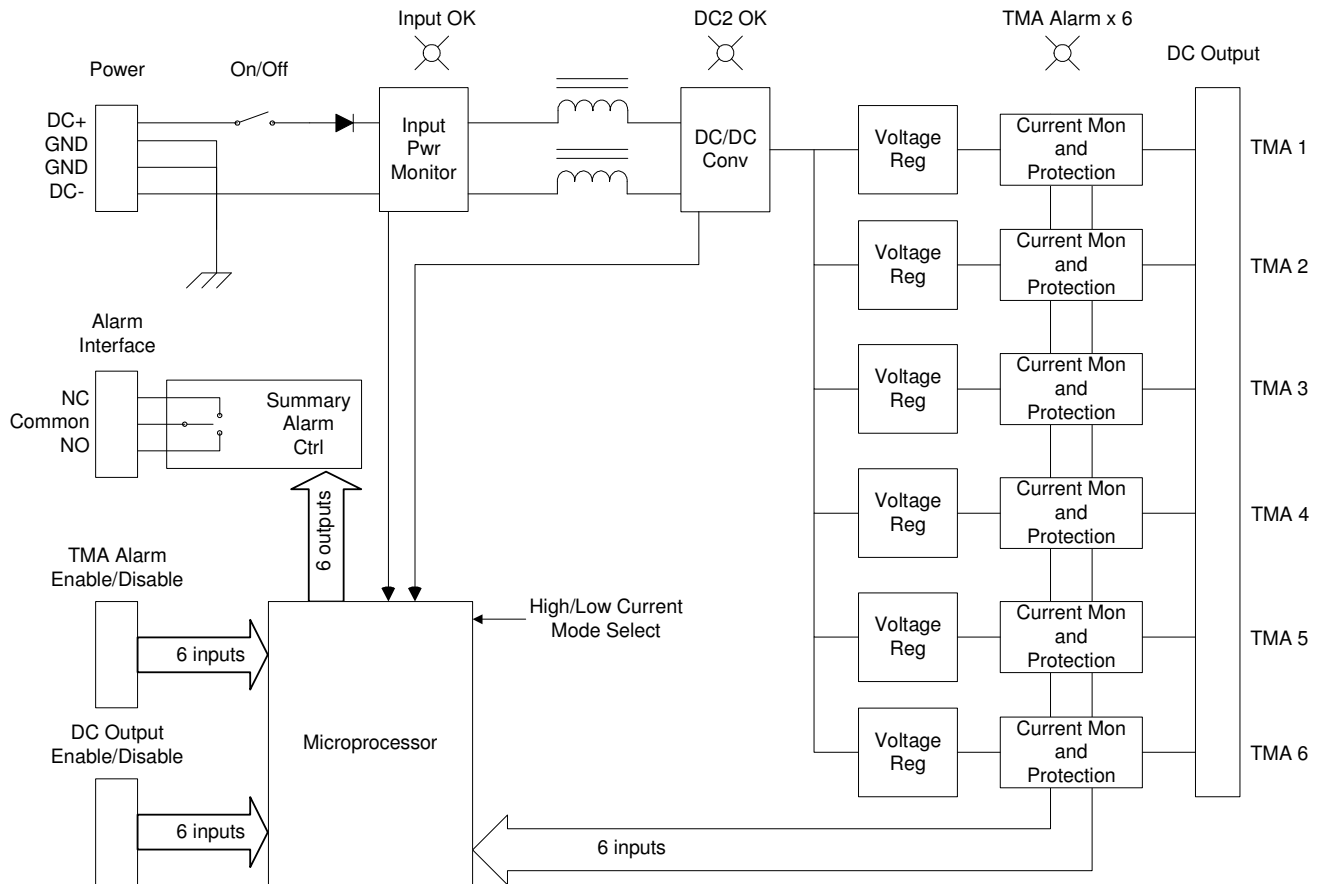 Input OK
DC2 OK
TMA Alarm x 6
Power
On/Off
DC Output
DC+
GND
GND
DC-
Input
Pwr
Monitor
DC/DC
Conv
Voltage
Reg
Current Mon
and
Protection
TMA 1
Voltage
Reg
Current Mon
and
Protection
TMA 2
Alarm
Interface
NC
Common
NO
Summary
Alarm
Ctrl
Voltage
Reg
Current Mon
and
Protection
TMA 3
6 outputs
Voltage
Reg
Current Mon
and
Protection
TMA 4
TMA Alarm
Enable/Disable
6 inputs
High/Low Current
Mode Select
Voltage
Reg
Current Mon
and
Protection
TMA 5
DC Output
Enable/Disable
Microprocessor
Voltage
Reg
Current Mon
and
Protection
TMA 6
6 inputs
6 inputs